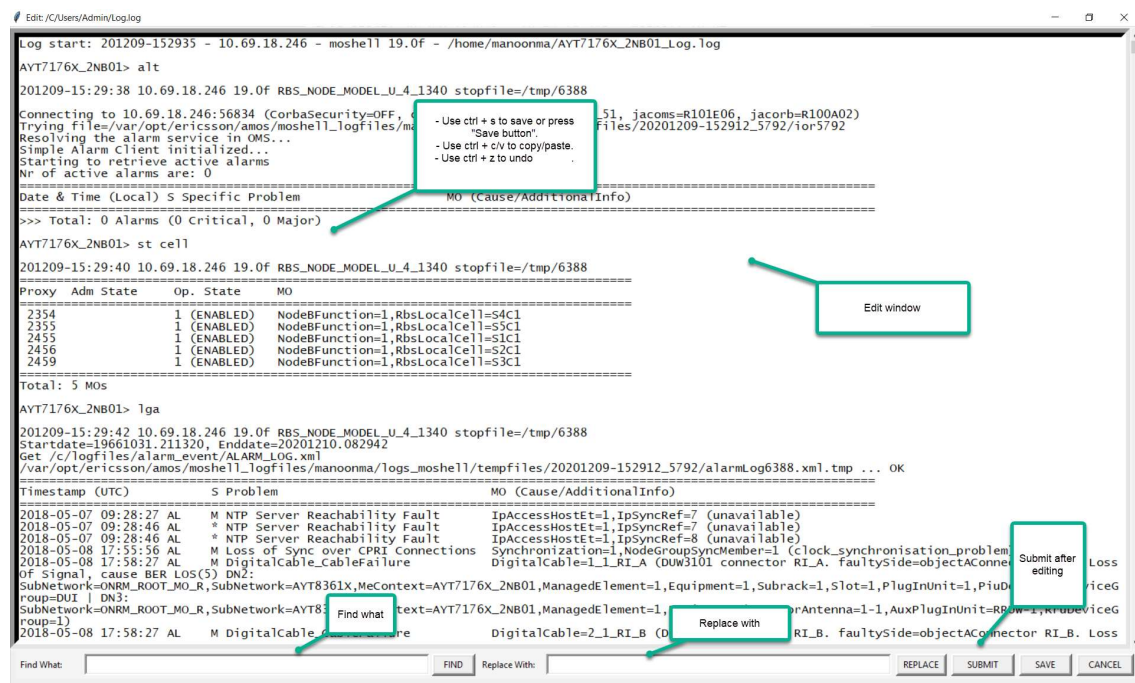 Edit: /C/Users/Admin/Log.log
Log start: 201209-152935 - 10.69.18.246 - moshell 19.0f - /home/manoonma/AYT7176X_2NB01_Log.log
AYT7176X_2NB01> alt
201209-15:29:38 10.69.18.246 19.0f RBS_NODE_MODEL_U_4_1340 stopfile=/tmp/6388
Connecting to 10.69.18.246:56834 (CorbaSecurity=OFF, 51, jacoms=R101E06, jacorb=R100A02)
Trying file=/var/opt/ericsson/amos/moshell_logfiles/ files/20201209-152912_5792/ior5792
Resolving the alarm service in OMS...
Simple Alarm Client initialized...
Starting to retrieve active alarms
Nr of active alarms are: 0
- Use ctrl + s to save or press
"Save button".
- Use ctrl + c/v to copy/paste.
- Use ctrl + z to undo .
================================================================================
Date & Time (Local) S Specific Problem MO (Cause/AdditionalInfo)
================================================================================
>>> Total: 0 Alarms (0 Critical, 0 Major)
AYT7176X_2NB01> st cell
201209-15:29:40 10.69.18.246 19.0f RBS_NODE_MODEL_U_4_1340 stopfile=/tmp/6388
================================================================================
Proxy Adm State Op. State MO
================================================================================
2354 1 (ENABLED) NodeBFunction=1,RbsLocalCell=S4C1
2355 1 (ENABLED) NodeBFunction=1,RbsLocalCell=S5C1
2455 1 (ENABLED) NodeBFunction=1,RbsLocalCell=S1C1
2456 1 (ENABLED) NodeBFunction=1,RbsLocalCell=S2C1
2459 1 (ENABLED) NodeBFunction=1,RbsLocalCell=S3C1
================================================================================
Total: 5 MOs
Edit window
AYT7176X_2NB01> lga
201209-15:29:42 10.69.18.246 19.0f RBS_NODE_MODEL_U_4_1340 stopfile=/tmp/6388
Startdate=19661031.211320, Enddate=20201210.082942
Get /c/logfiles/alarm_event/ALARM_LOG.xml
/var/opt/ericsson/amos/moshell_logfiles/manoonma/logs_moshell/tempfiles/20201209-152912_5792/alarmLog6388.xml.tmp ... OK
================================================================================
Timestamp (UTC) S Problem MO (Cause/AdditionalInfo)
================================================================================
2018-05-07 09:28:27 AL M NTP Server Reachability Fault IpAccessHostEt=1,IpSyncRef=7 (unavailable)
2018-05-07 09:28:46 AL * NTP Server Reachability Fault IpAccessHostEt=1,IpSyncRef=7 (unavailable)
2018-05-07 09:28:46 AL * NTP Server Reachability Fault IpAccessHostEt=1,IpSyncRef=8 (unavailable)
2018-05-08 17:55:56 AL M Loss of Sync over CPRI Connections Synchronization=1,NodeGroupSyncMember=1 (clock_synchronisation_problem)
2018-05-08 17:58:27 AL M DigitalCable_CableFailure DigitalCable=1_1_RI_A (DUW3101 connector RI_A. faultySide=objectAConne Loss
Of Signal, cause BER LOS(5) DN2:
SubNetwork=ONRM_ROOT_MO_R,SubNetwork=AYT8361X,MeContext=AYT7176X_2NB01,ManagedElement=1,Equipment=1,Subrack=1,Slot=1,PlugInUnit=1,PiuD viceG
roup=DUI | DN3:
SubNetwork=ONRM_ROOT_MO_R,SubNetwork=AYT8 text=AYT7176X_2NB01,ManagedElement=1, orAntenna=1-1,AuxPlugInUnit=RRUW-1,RruDeviceG
roup=1)
2018-05-08 17:58:27 AL M DigitalCable_CableFailure DigitalCable=2_1_RI_B (D RI_B. faultySide=objectAConnector RI_B. Loss
Submit after
editing
Find what
Replace with
Find What: FIND Replace With: REPLACE SUBMIT SAVE CANCEL